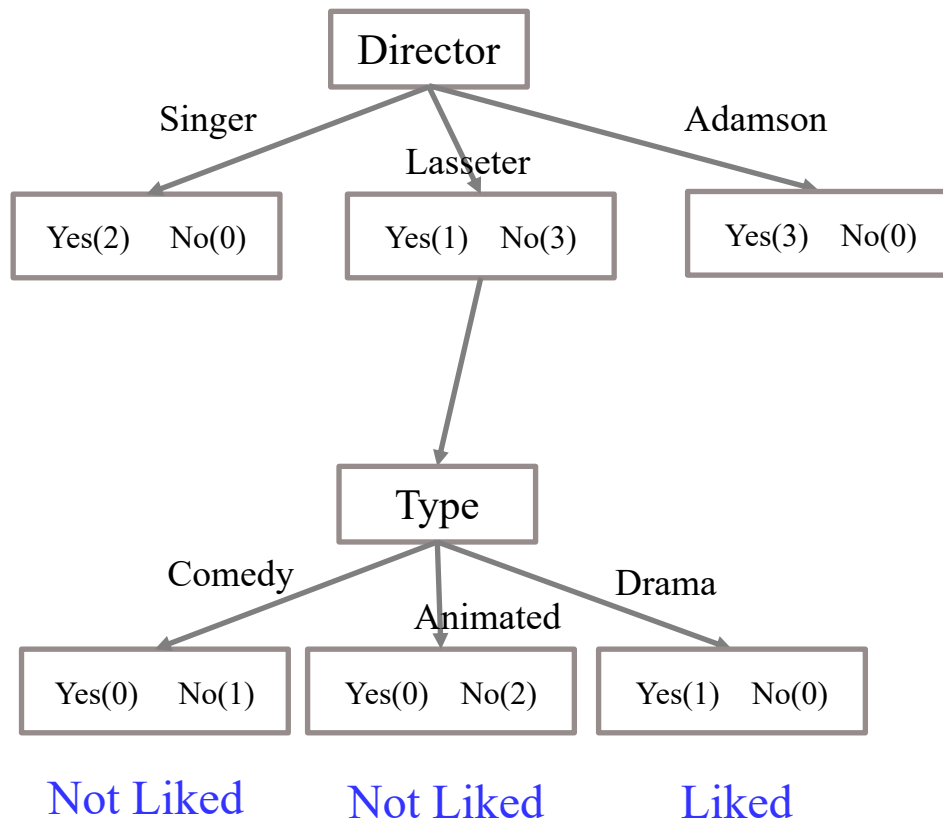 Director
Singer
Lasseter
Adamson
Yes(2) No(0)
Yes(1) No(3)
Yes(3) No(0)
Type
Comedy
Animated
Drama
Yes(0) No(1)
Yes(0) No(2)
Yes(1) No(0)
Not Liked
Not Liked
Liked